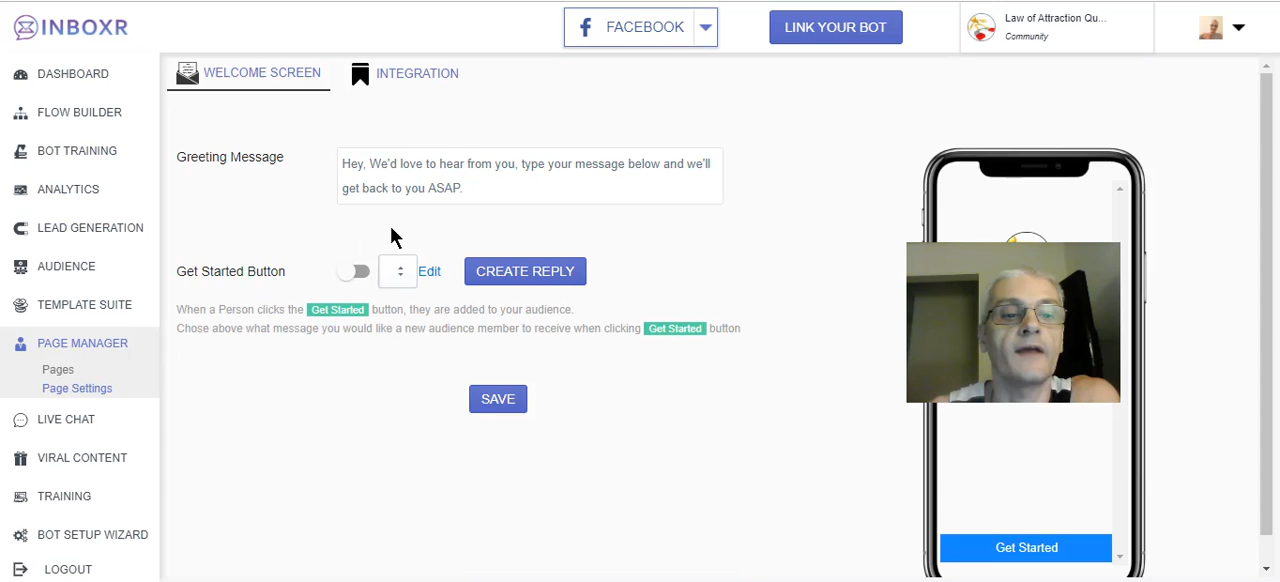 INBOXR
FACEBOOK
LINK YOUR BOT
Law of Attraction Qu...
Community
DASHBOARD
FLOW BUILDER
BOT TRAINING
ANALYTICS
LEAD GENERATION
AUDIENCE
TEMPLATE SUITE
PAGE MANAGER
Pages
Page Settings
LIVE CHAT
VIRAL CONTENT
TRAINING
BOT SETUP WIZARD
LOGOUT
WELCOME SCREEN
INTEGRATION
Greeting Message
Hey, We'd love to hear from you, type your message below and we'll
get back to you ASAP.
Get Started Button
Edit
CREATE REPLY
When a Person clicks the Get Started button, they are added to your audience.
Chose above what message you would like a new audience member to receive when clicking Get Started button
SAVE
Get Started